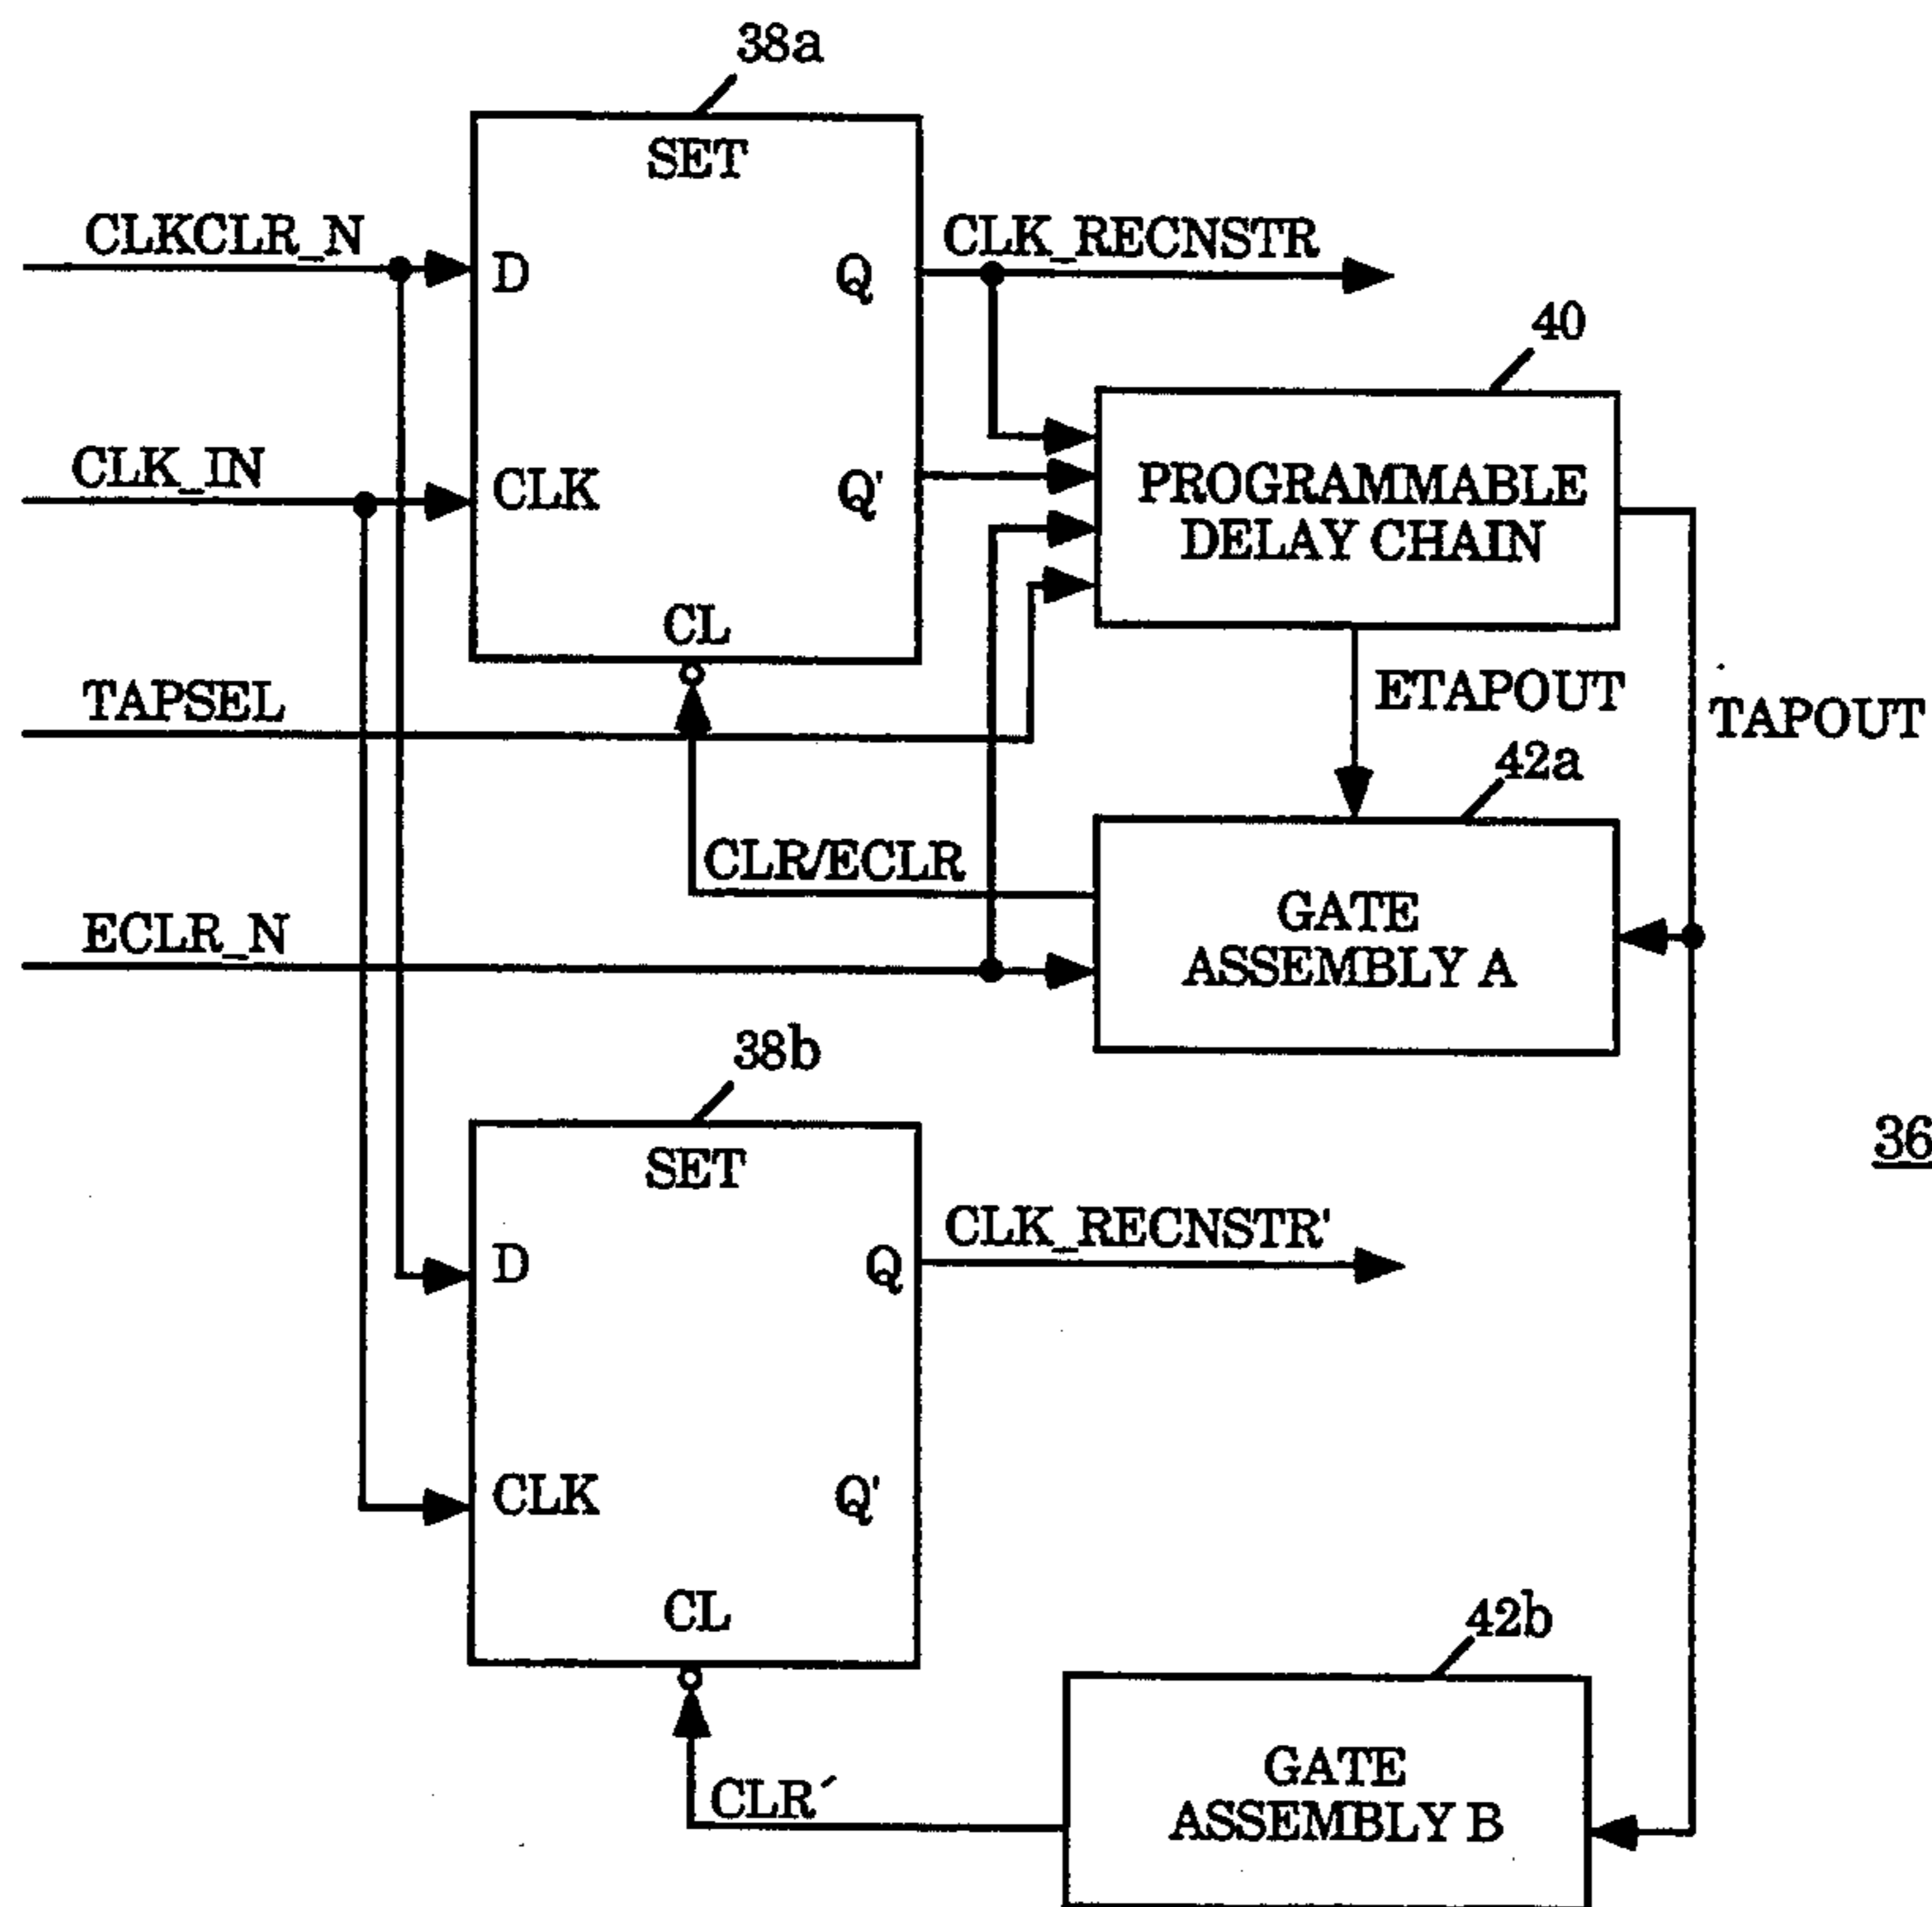 38a
SET
CLKCLR_N
D
Q
CLK_RECNSTR
40
CLK_IN
CLK
Q'
PROGRAMMABLE
DELAY CHAIN
CL
TAPSEL
ETAPOUT
TAPOUT
42a
CLR/ECLR
GATE
ASSEMBLY A
ECLR_N
38b
36
SET
CLK_RECNSTR'
D
Q
CLK
Q'
CL
42b
CLR´
GATE
ASSEMBLY B